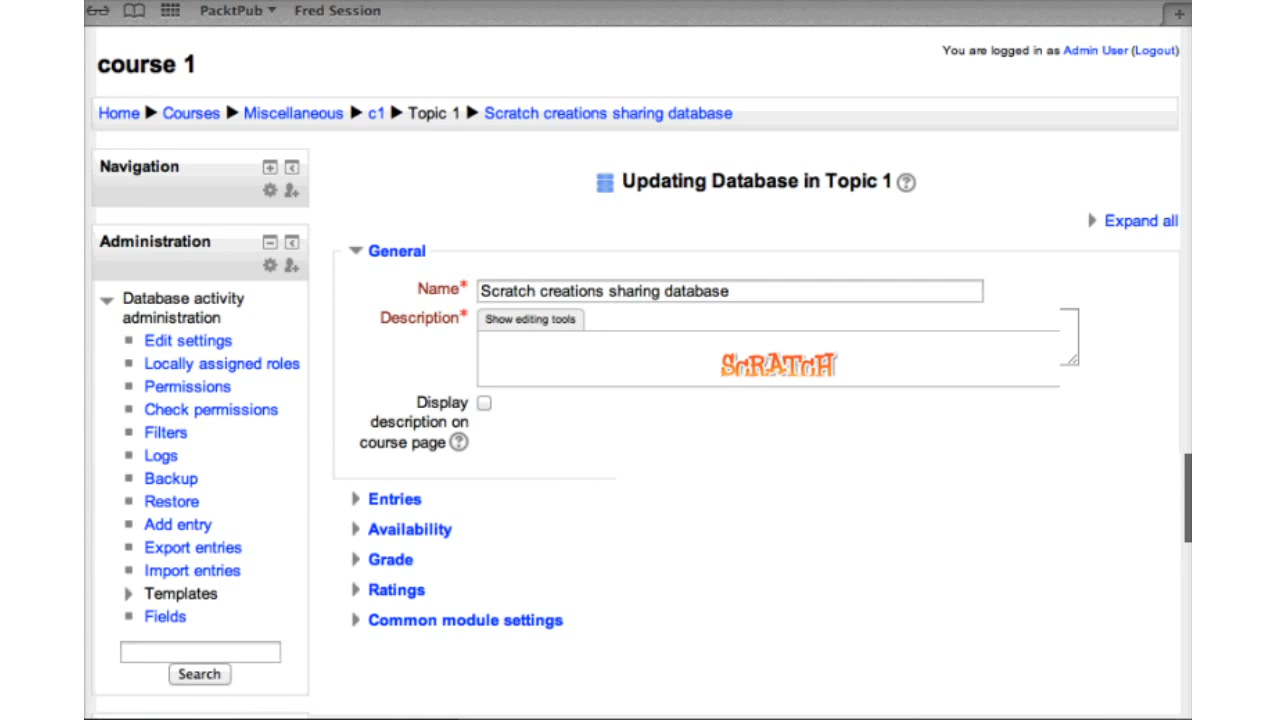 PacktPub Fred Session
You are logged in as Admin User (Logout)
course 1
Home Courses Miscellaneous c1 Topic 1 Scratch creations sharing database
Navigation
Administration
Database activity
administration
Edit settings
Locally assigned roles
Permissions
Check permissions
Filters
Logs
Backup
Restore
Add entry
Export entries
Import entries
Templates
Fields
Search
Updating Database in Topic 1
Expand all
General
Name* Scratch creations sharing database
Description* Show editing tools
SCRATCH
Display
description on
course page
Entries
Availability
Grade
Ratings
Common module settings